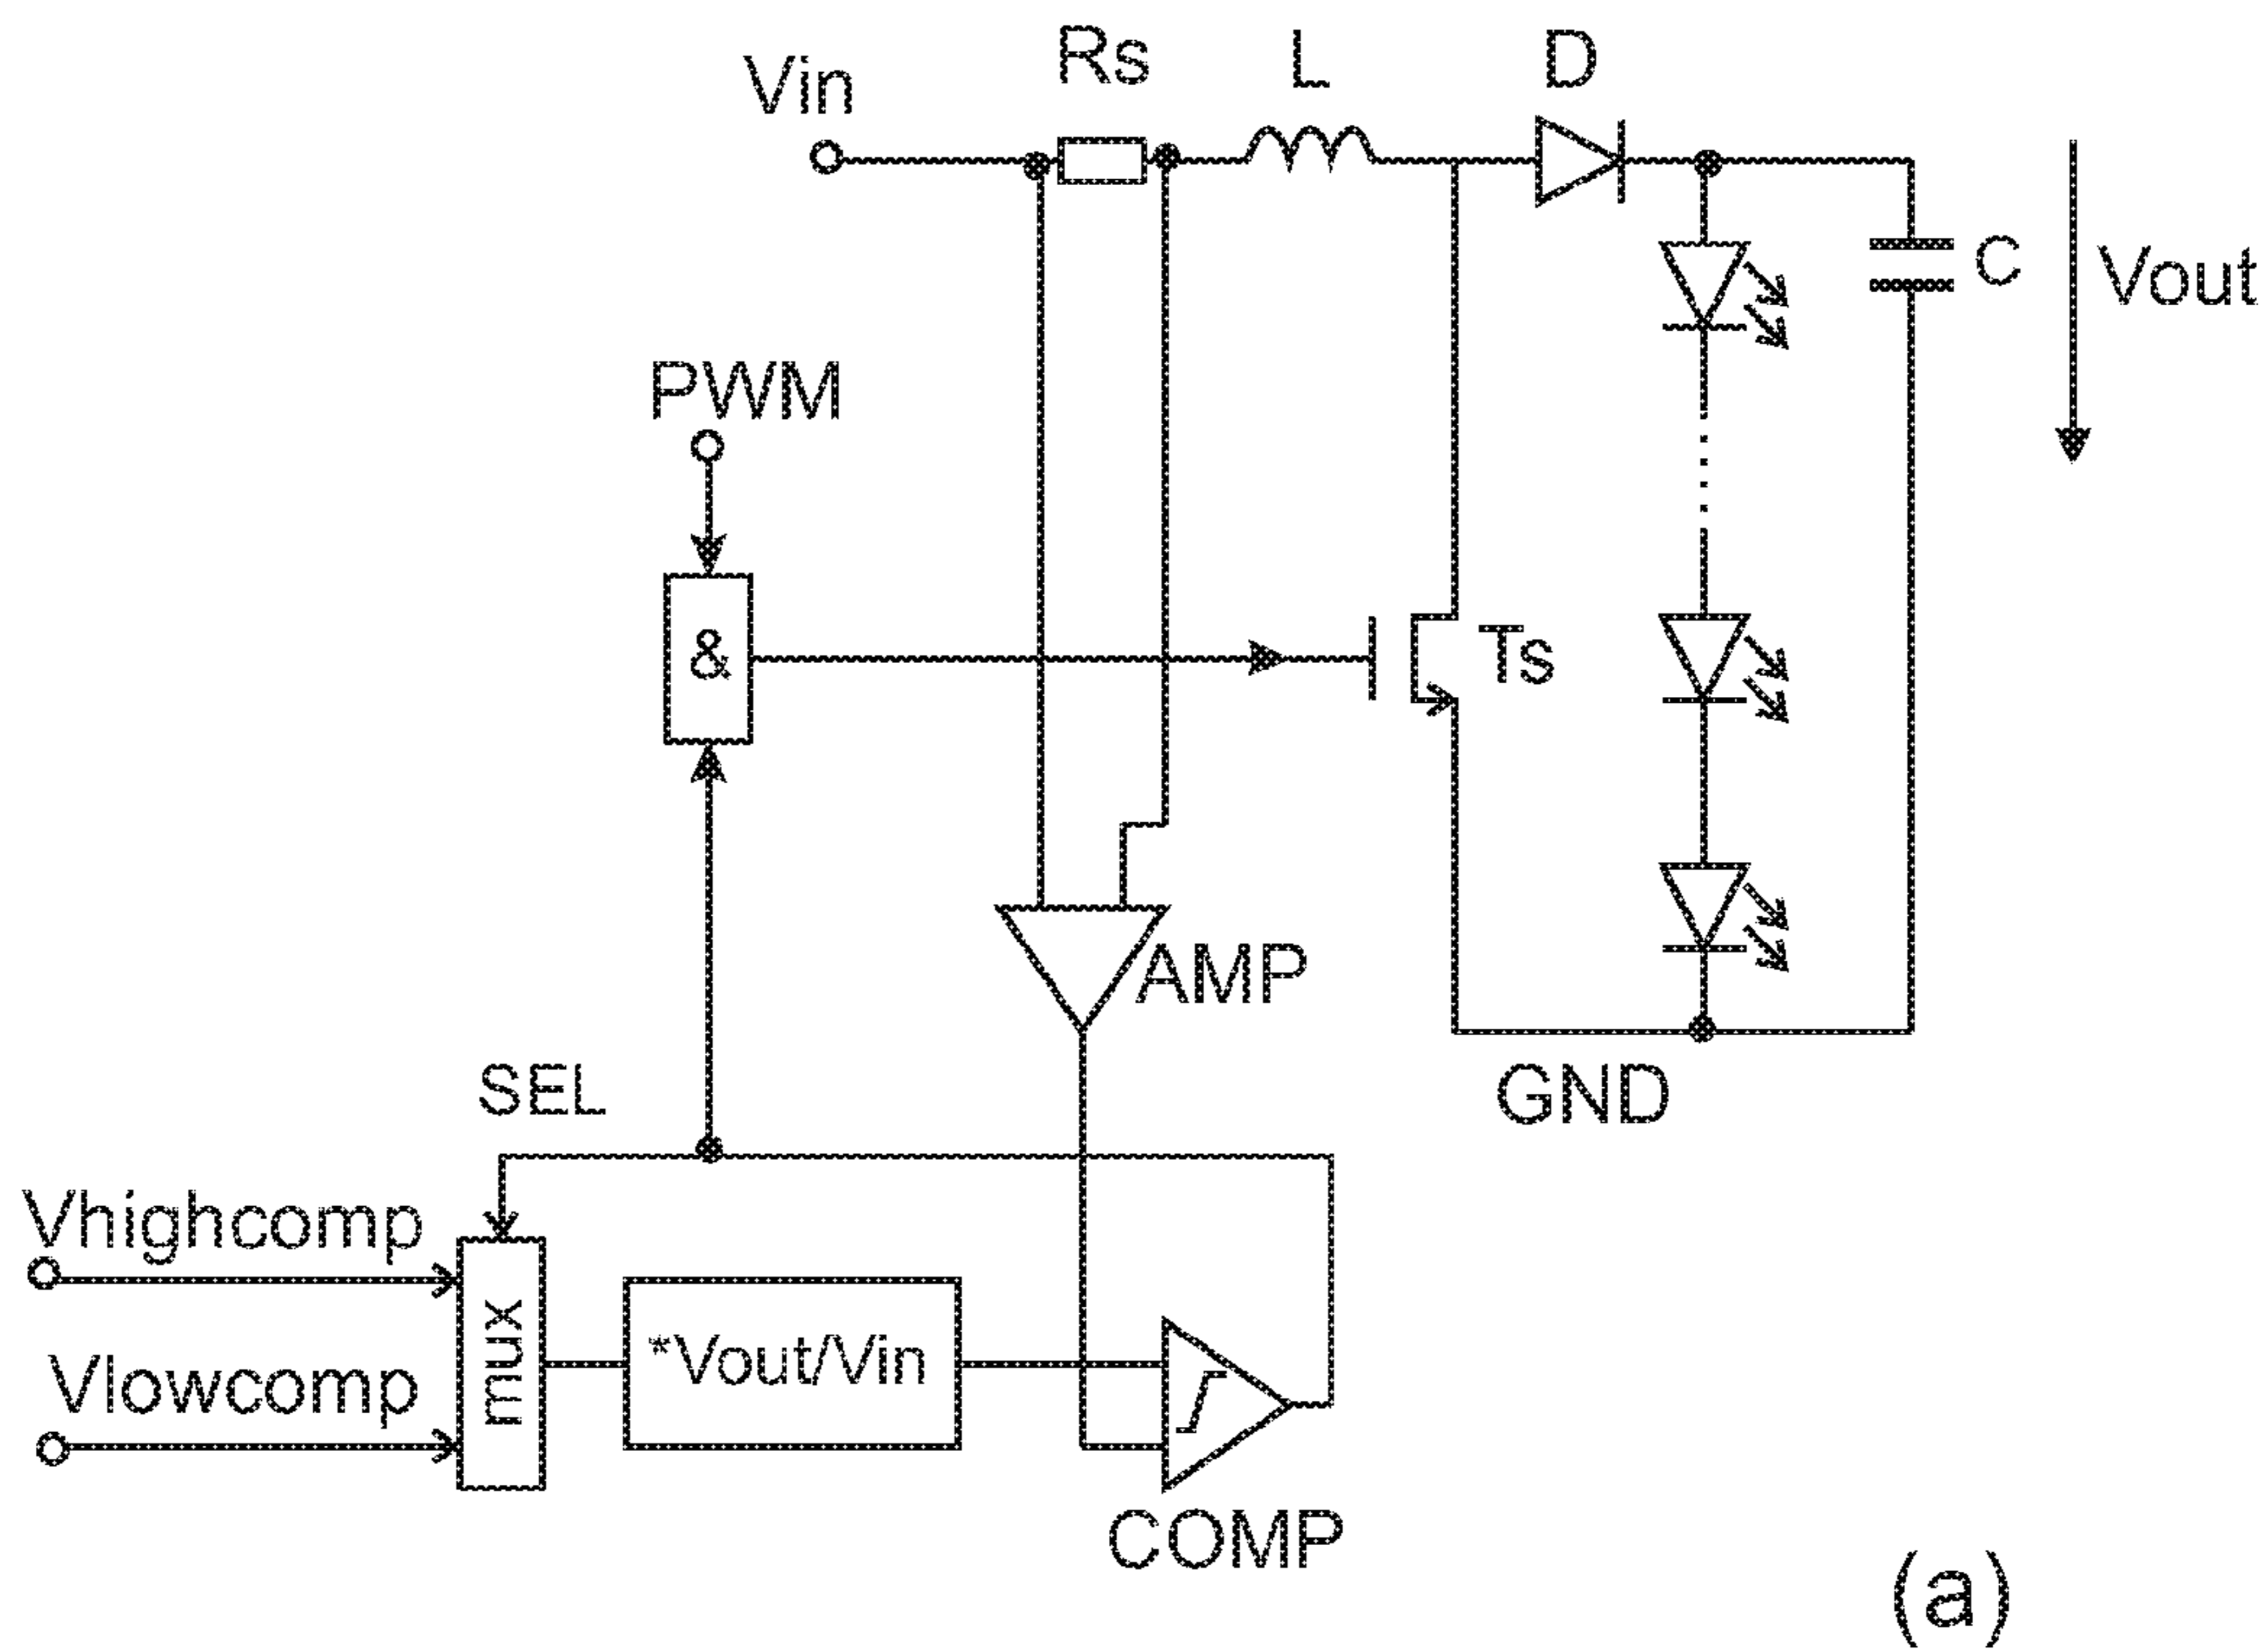 Vin
Rs
L
D
C
Vout
PWM
&
Ts
AMP
SEL
GND
Vhighcomp
Vlowcomp
mux
*Vout/Vin
COMP
(a)